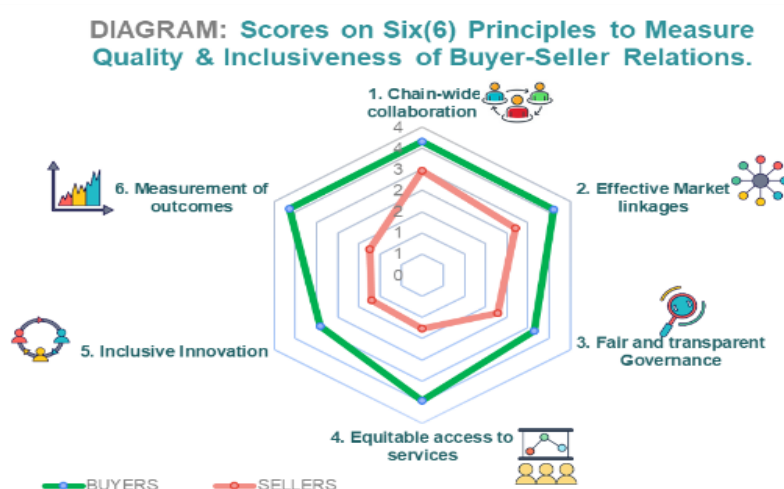 DIAGRAM: Scores on Six(6) Principles to Measure
Quality & Inclusiveness of Buyer-Seller Relations.
1. Chain-wide
collaboration
4
4
3
3
2
2
1
1
0
6. Measurement of
outcomes
2. Effective Market
linkages
5. Inclusive Innovation
3. Fair and transparent
Governance
4. Equitable access to
services
BUYERS
SELLERS